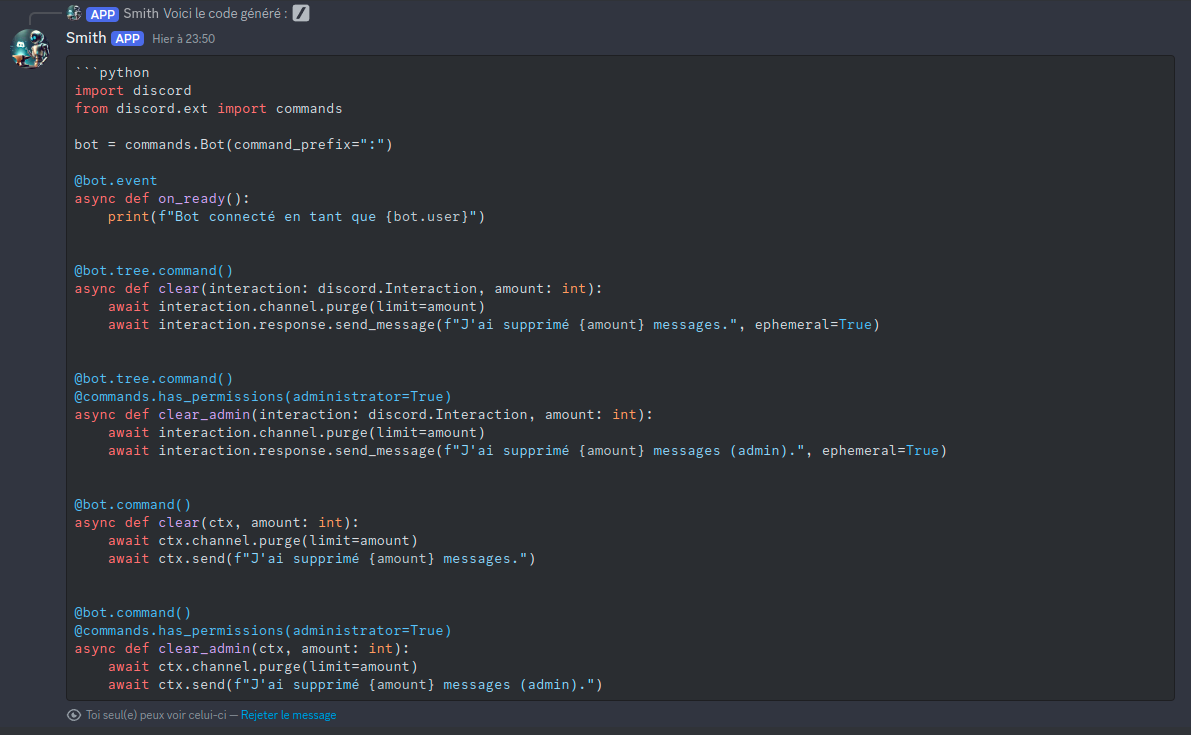 APP Smith Voici le code généré :
Smith APP Hier à 23:50
```python
import discord
from discord.ext import commands

bot = commands.Bot(command_prefix=":")

@bot.event
async def on_ready():
    print(f"Bot connecté en tant que {bot.user}")


@bot.tree.command()
async def clear(interaction: discord.Interaction, amount: int):
    await interaction.channel.purge(limit=amount)
    await interaction.response.send_message(f"J'ai supprimé {amount} messages.", ephemeral=True)


@bot.tree.command()
@commands.has_permissions(administrator=True)
async def clear_admin(interaction: discord.Interaction, amount: int):
    await interaction.channel.purge(limit=amount)
    await interaction.response.send_message(f"J'ai supprimé {amount} messages (admin).", ephemeral=True)


@bot.command()
async def clear(ctx, amount: int):
    await ctx.channel.purge(limit=amount)
    await ctx.send(f"J'ai supprimé {amount} messages.")


@bot.command()
@commands.has_permissions(administrator=True)
async def clear_admin(ctx, amount: int):
    await ctx.channel.purge(limit=amount)
    await ctx.send(f"J'ai supprimé {amount} messages (admin).")
Toi seul(e) peux voir celui-ci — Rejeter le message